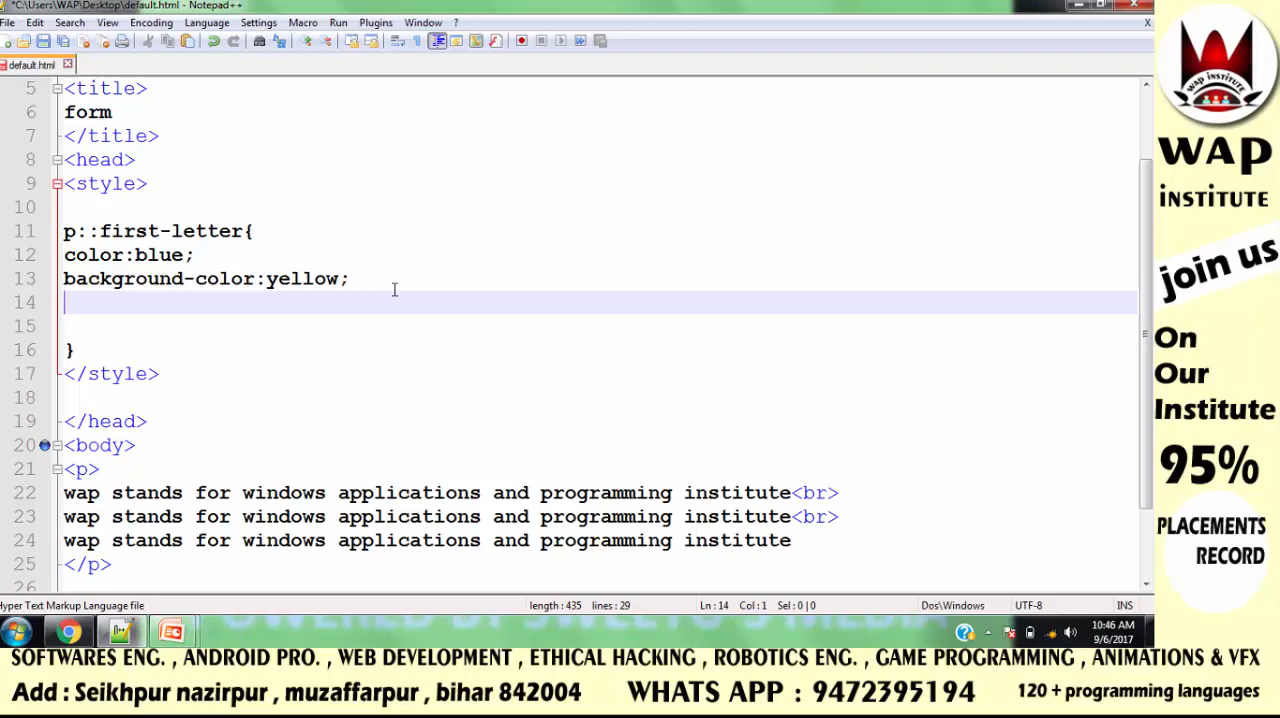 *C:\Users\WAP\Desktop\default.html - Notepad++
File Edit Search View Encoding Language Settings Macro Run Plugins Window ? X
default.html
5 <title>
6 form
7 </title>
8 <head>
9 <style>
10
11 p::first-letter{
12 color:blue;
13 background-color:yellow;
14
15
16 }
17 </style>
18
19 </head>
20 <body>
21 <p>
22 wap stands for windows applications and programming institute<br>
23 wap stands for windows applications and programming institute<br>
24 wap stands for windows applications and programming institute
25 </p>
26
Hyper Text Markup Language file length : 435 lines : 29 Ln : 14 Col : 1 Sel : 0 | 0 Dos\Windows UTF-8 INS
10:46 AM
9/6/2017
WAP INSTITUTE
WAP
INSTITUTE
join us
On
Our
Institute
95%
PLACEMENTS
RECORD
SOFTWARES ENG. , ANDROID PRO. , WEB DEVELOPMENT , ETHICAL HACKING , ROBOTICS ENG. , GAME PROGRAMMING , ANIMATIONS & VFX
Add : Seikhpur nazirpur , muzaffarpur , bihar 842004 WHATS APP : 9472395194 120 + programming languages